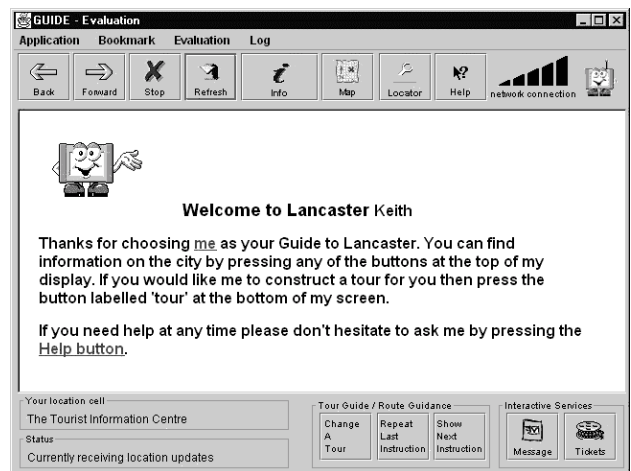 GUIDE - Evaluation
Application Bookmark Evaluation Log
Back Forward Stop Refresh Info Map Locator Help network connection
Welcome to Lancaster Keith
Thanks for choosing me as your Guide to Lancaster. You can find
information on the city by pressing any of the buttons at the top of my
display. If you would like me to construct a tour for you then press the
button labelled 'tour' at the bottom of my screen.
If you need help at any time please don't hesitate to ask me by pressing the
Help button.
Your location cell
The Tourist Information Centre
Status
Currently receiving location updates
Tour Guide / Route Guidance
Change
A
Tour
Repeat
Last
Instruction
Show
Next
Instruction
Interactive Services
Message Tickets